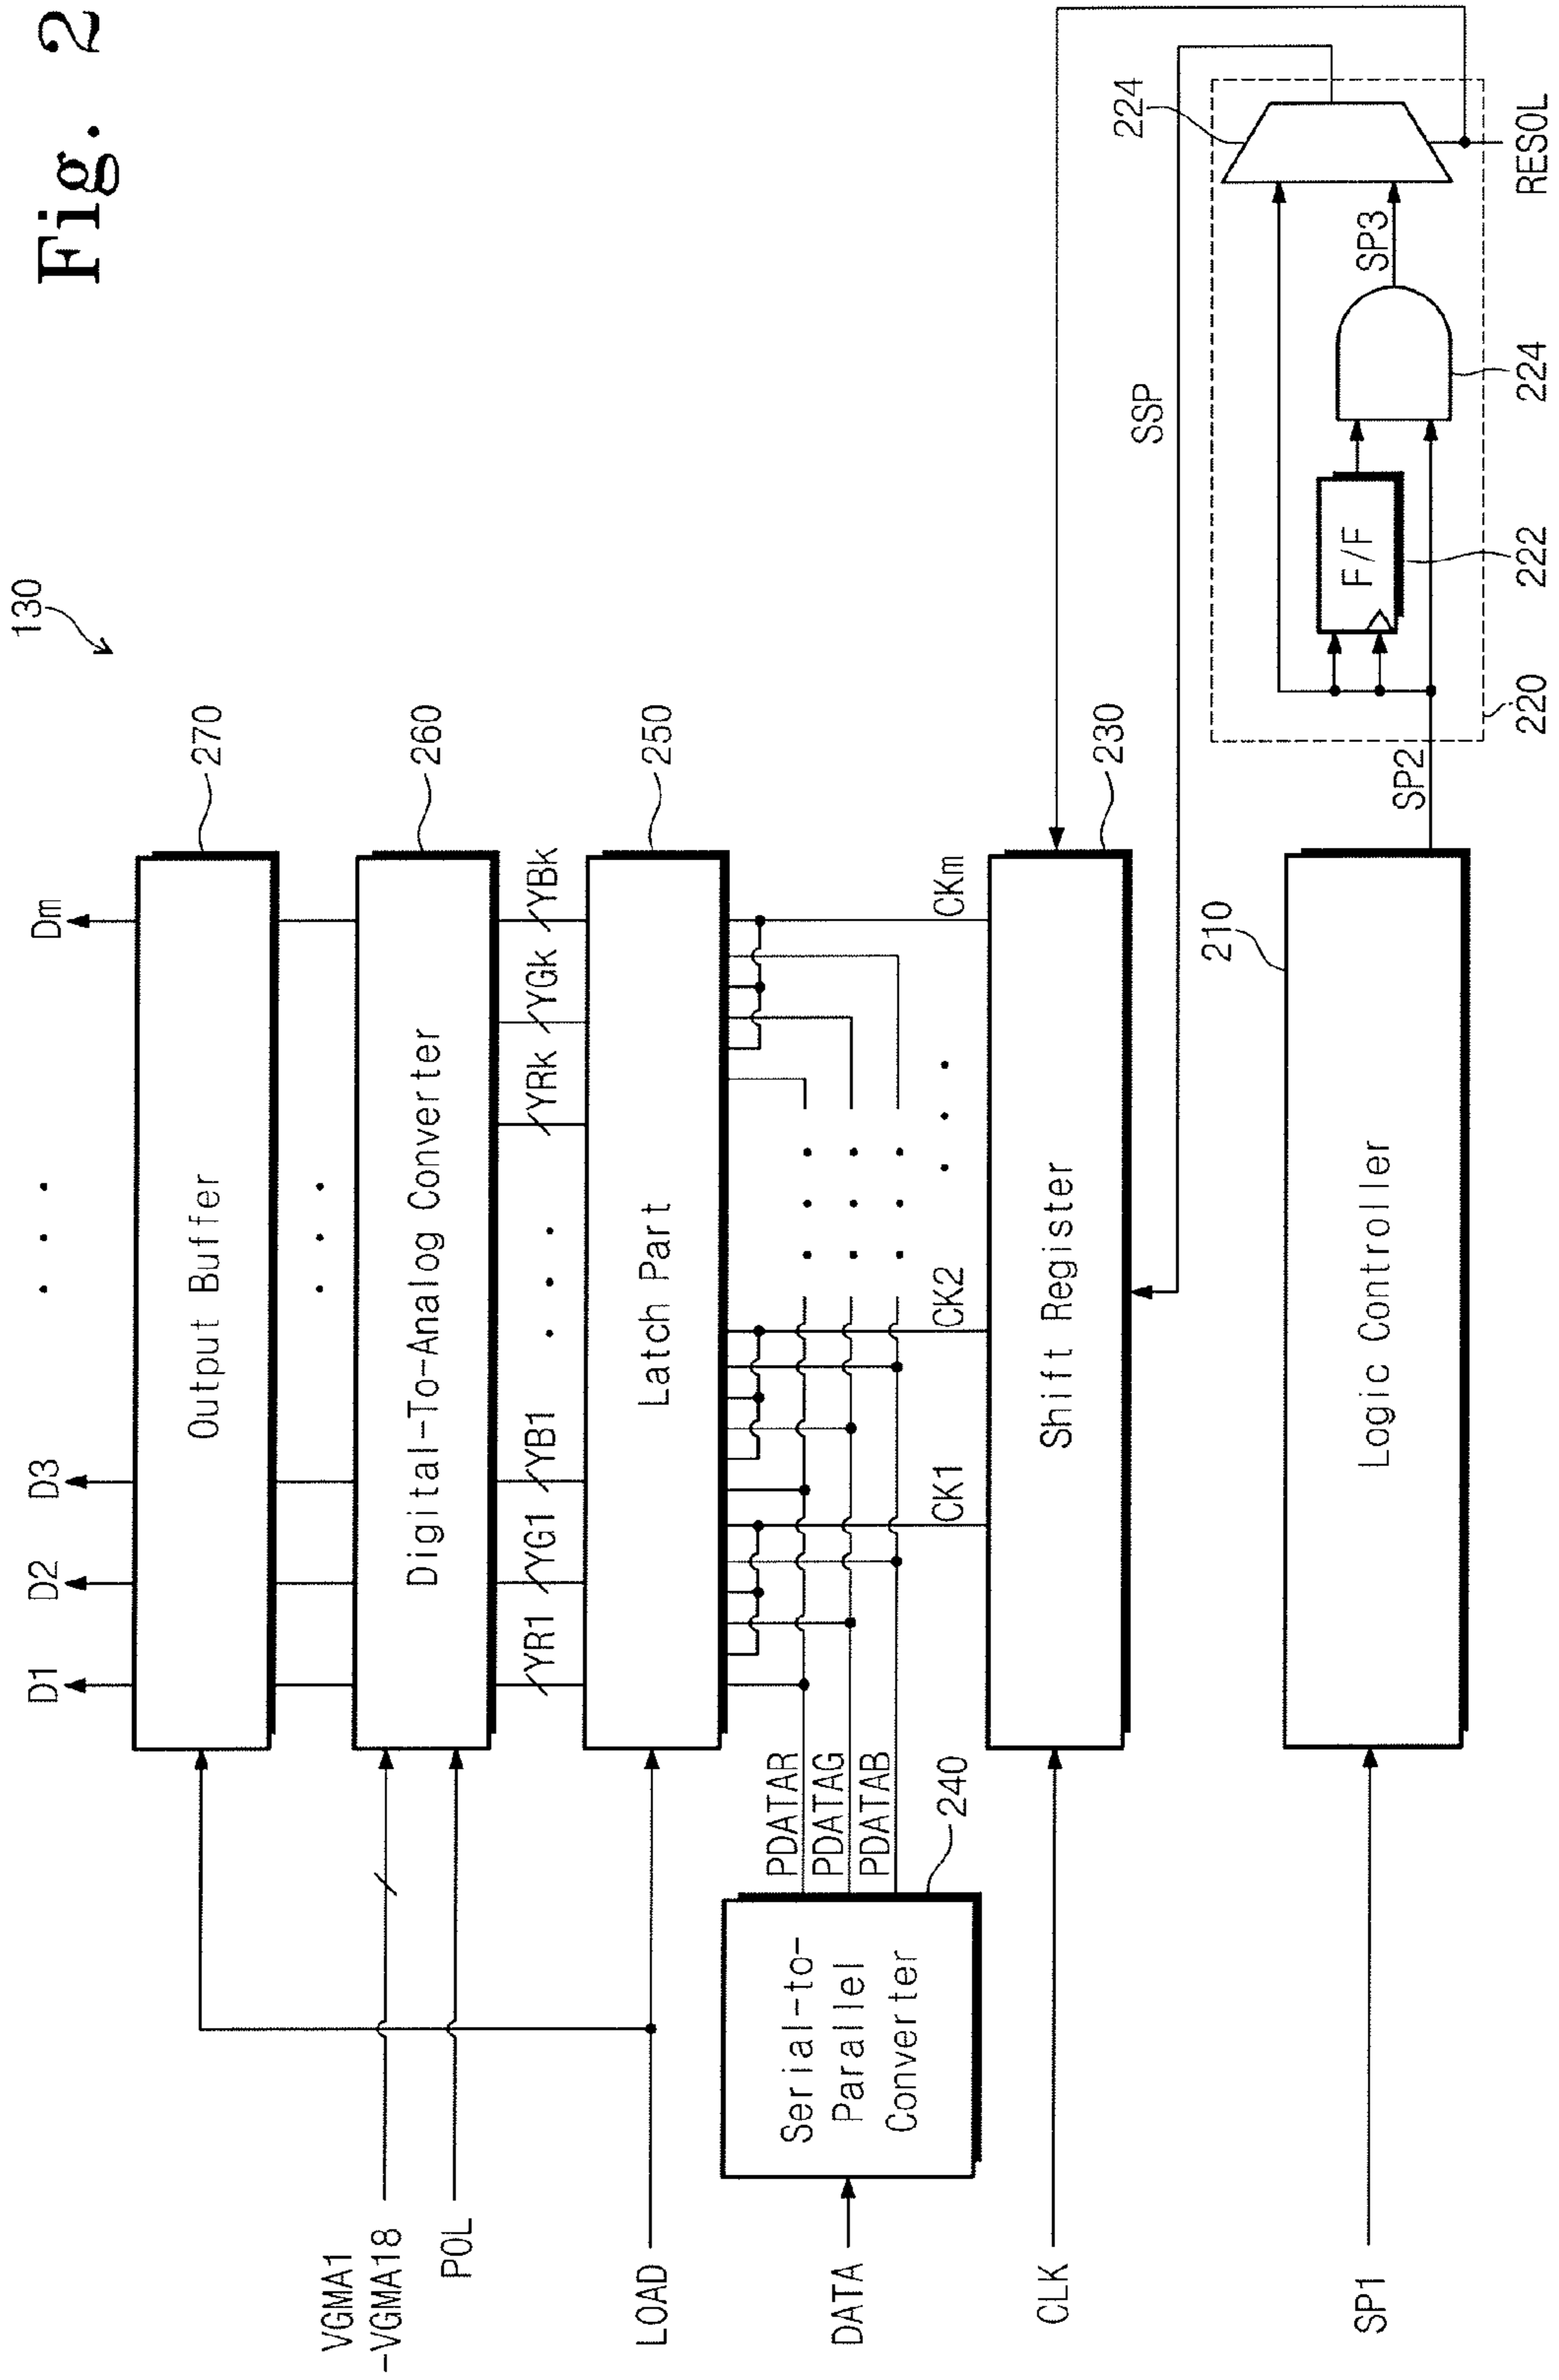 Fig. 2
130
D1
D2
D3
Dm
Output Buffer
270
VGMA1
-VGMA18
POL
Digital-To-Analog Converter
260
YR1
YG1
YB1
YRk
YGk
YBk
LOAD
Latch Part
250
DATA
Serial-to-
Parallel
Converter
240
PDATAR
PDATAG
PDATAB
CK1
CK2
CKm
CLK
Shift Register
230
SSP
SP1
Logic Controller
210
SP2
220
F/F
222
224
SP3
224
RESOL